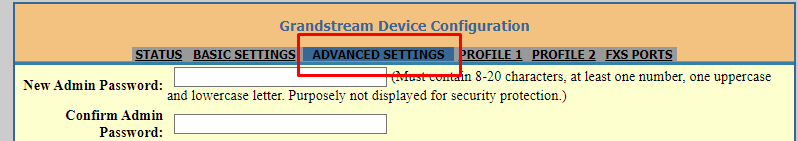 Grandstream Device Configuration
STATUS BASIC SETTINGS ADVANCED SETTINGS PROFILE 1 PROFILE 2 FXS PORTS
New Admin Password: (Must contain 8-20 characters, at least one number, one uppercase
and lowercase letter. Purposely not displayed for security protection.)
Confirm Admin
Password: